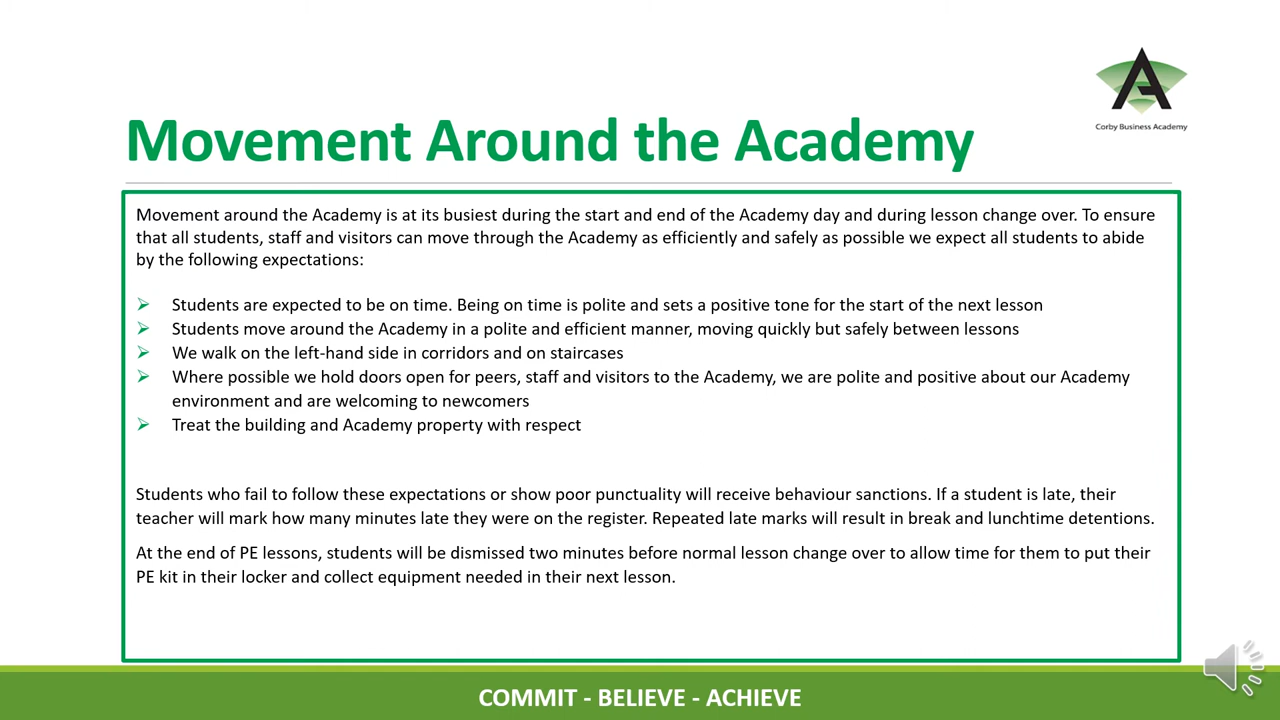 Corby Business Academy
Movement Around the Academy
Movement around the Academy is at its busiest during the start and end of the Academy day and during lesson change over. To ensure
that all students, staff and visitors can move through the Academy as efficiently and safely as possible we expect all students to abide
by the following expectations:
Students are expected to be on time. Being on time is polite and sets a positive tone for the start of the next lesson
Students move around the Academy in a polite and efficient manner, moving quickly but safely between lessons
We walk on the left-hand side in corridors and on staircases
Where possible we hold doors open for peers, staff and visitors to the Academy, we are polite and positive about our Academy
environment and are welcoming to newcomers
Treat the building and Academy property with respect
Students who fail to follow these expectations or show poor punctuality will receive behaviour sanctions. If a student is late, their
teacher will mark how many minutes late they were on the register. Repeated late marks will result in break and lunchtime detentions.
At the end of PE lessons, students will be dismissed two minutes before normal lesson change over to allow time for them to put their
PE kit in their locker and collect equipment needed in their next lesson.
COMMIT - BELIEVE - ACHIEVE